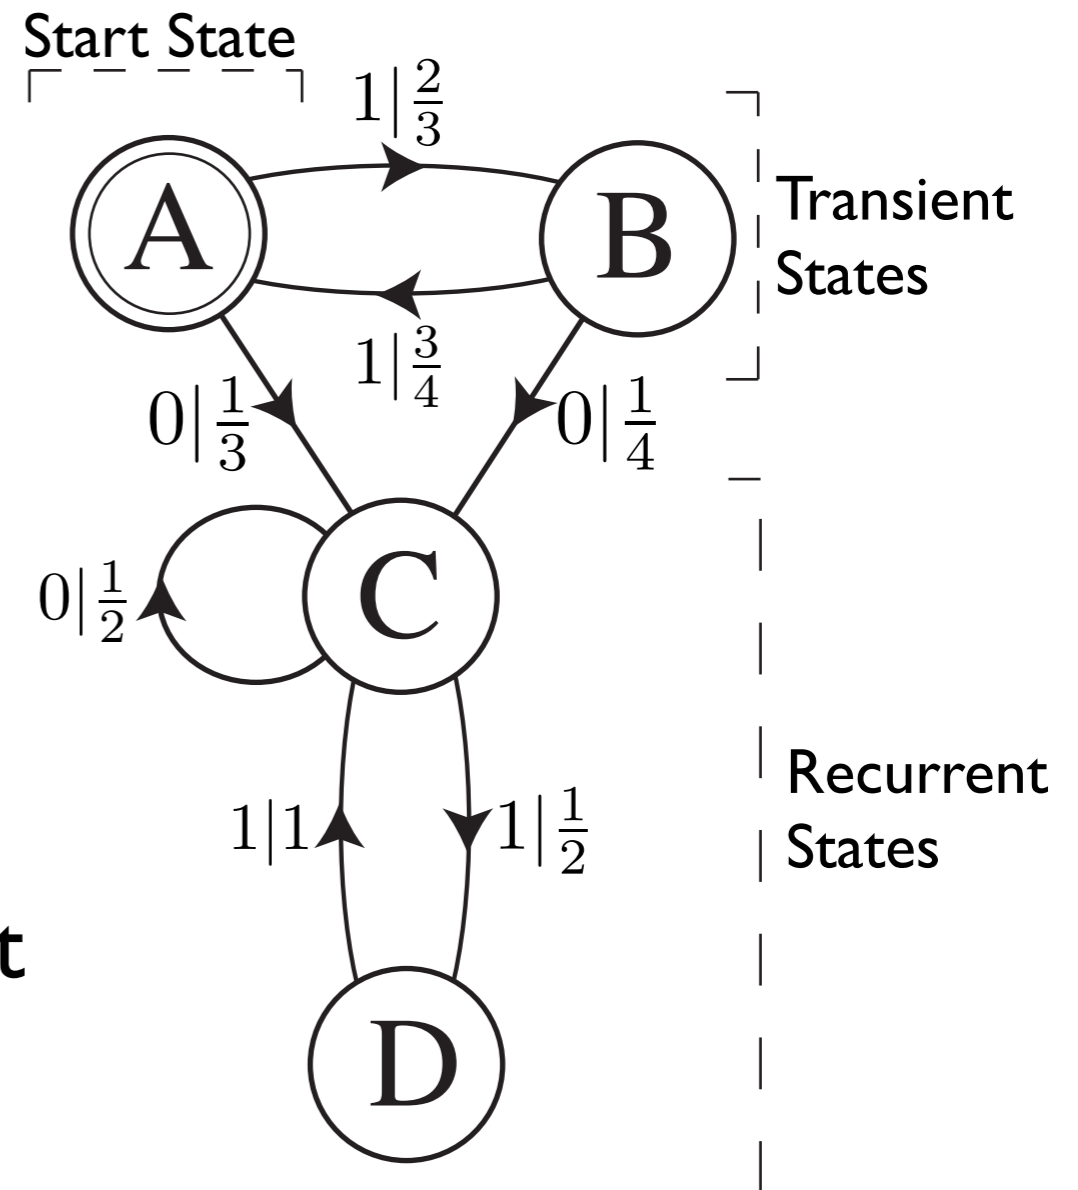 Start State
1|2/3
A
B
Transient
States
1|3/4
0|1/3
0|1/4
C
0|1/2
Recurrent
States
1|1
1|1/2
t
D